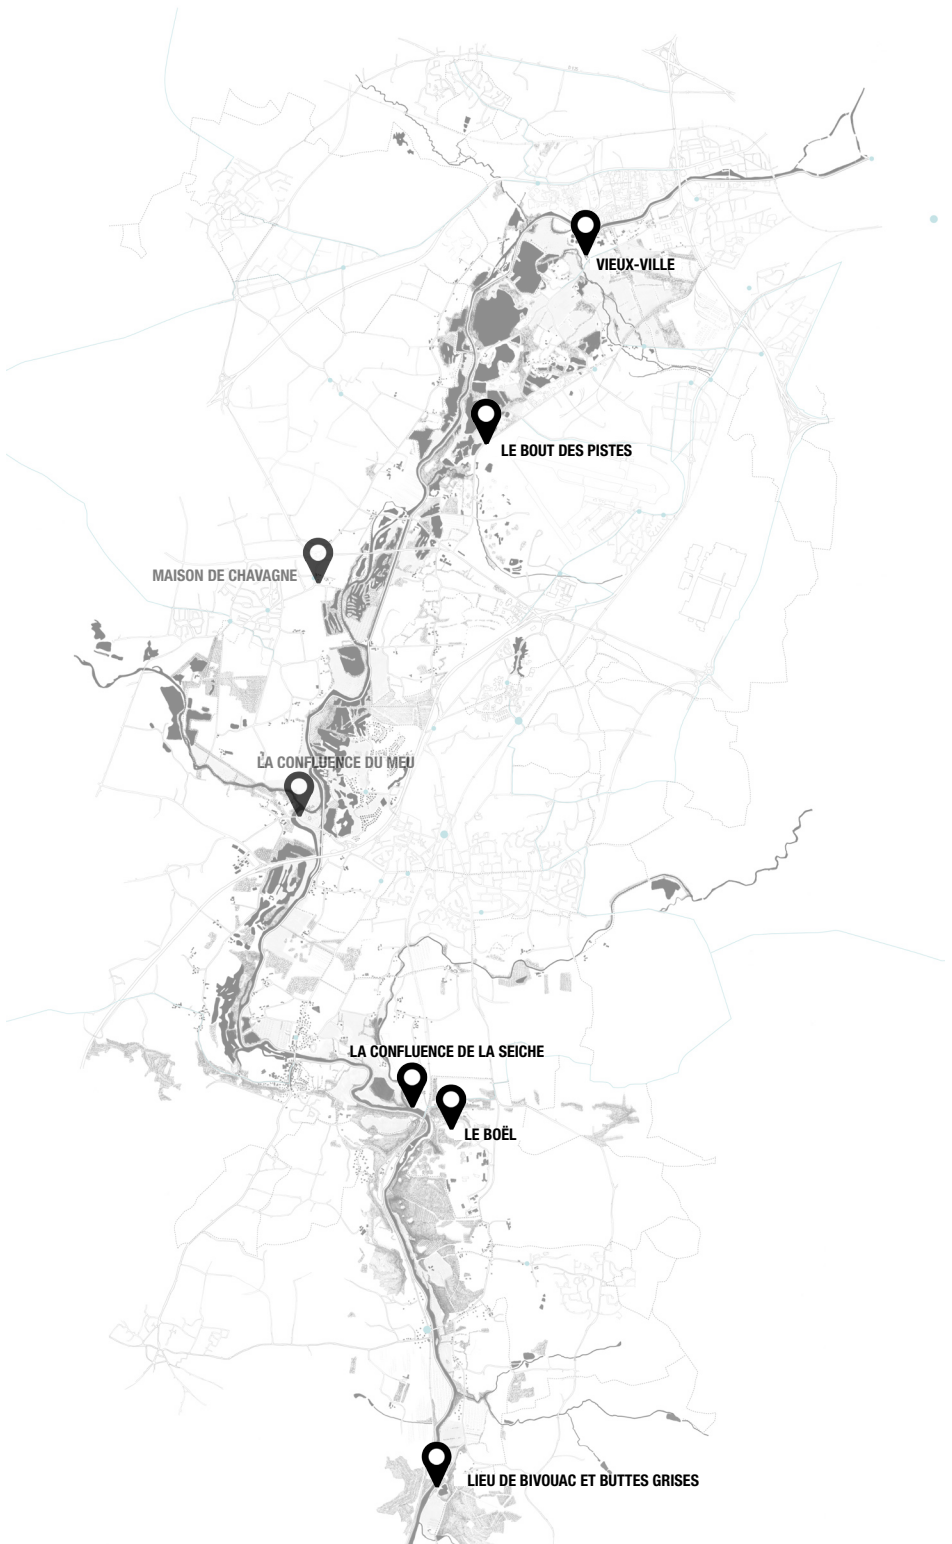 VIEUX-VILLE
LE BOUT DES PISTES
MAISON DE CHAVAGNE
LA CONFLUENCE DU MEU
LA CONFLUENCE DE LA SEICHE
LE BOËL
LIEU DE BIVOUAC ET BUTTES GRISES